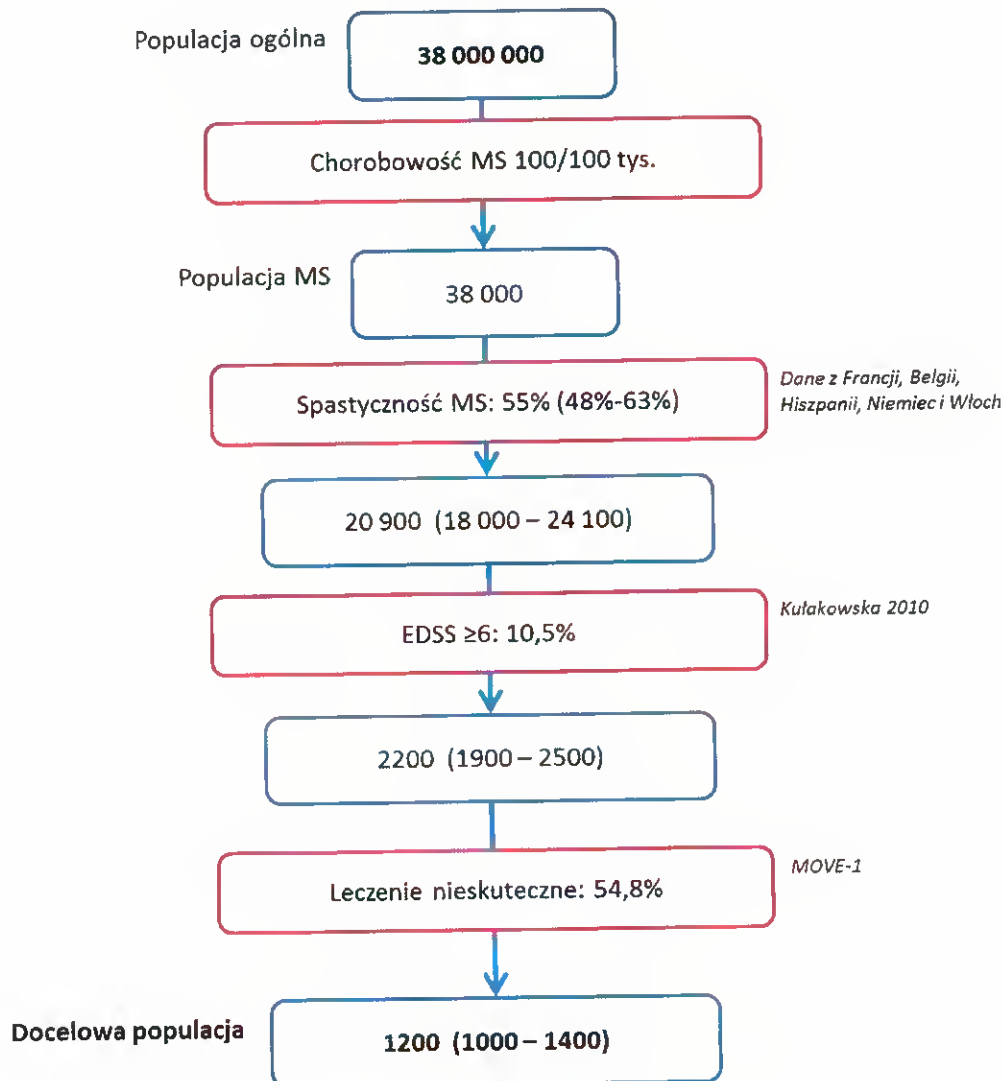 Populacja ogólna
38 000 000
Chorobowość MS 100/100 tys.
Populacja MS
38 000
Spastyczność MS: 55% (48%-63%)
Dane z Francji, Belgii,
Hiszpanii, Niemiec i Włoch
20 900 (18 000 – 24 100)
EDSS ≥6: 10,5%
Kułakowska 2010
2200 (1900 – 2500)
Leczenie nieskuteczne: 54,8%
MOVE-1
Docelowa populacja
1200 (1000 – 1400)